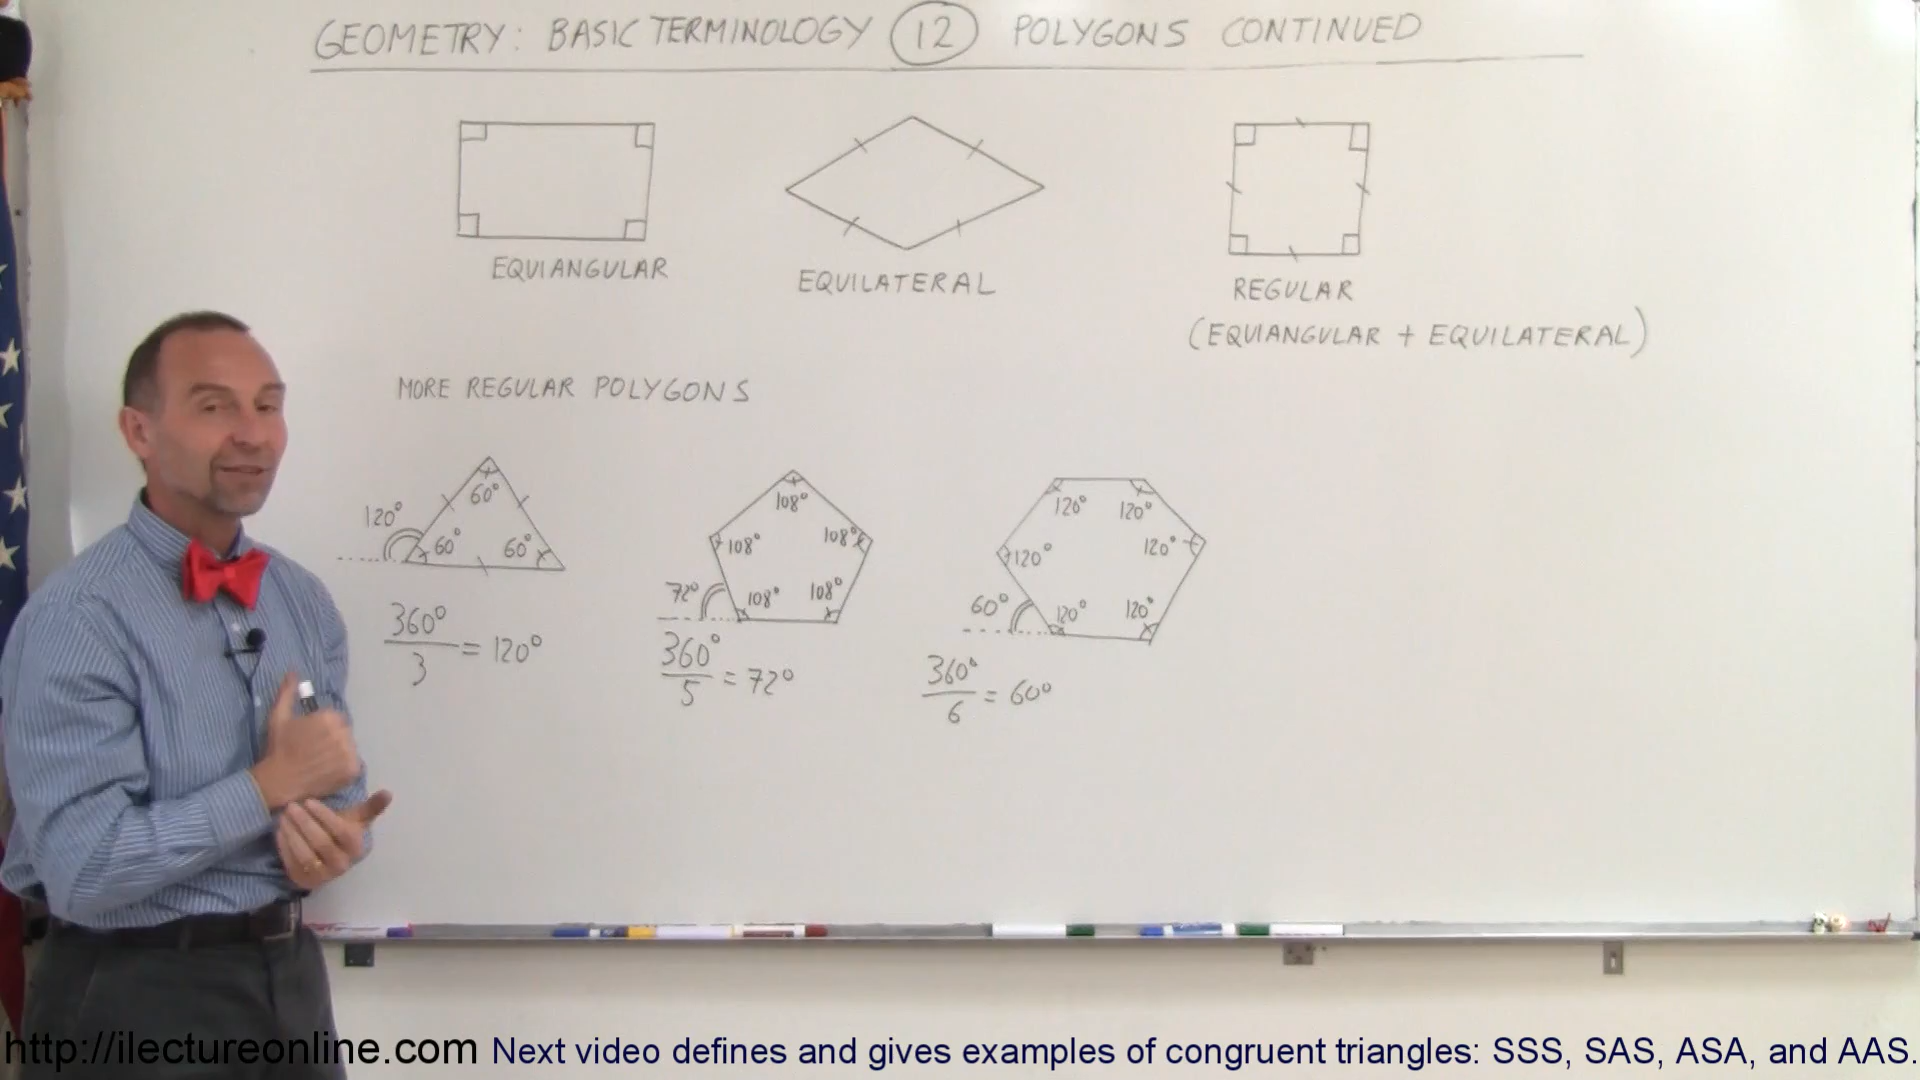 GEOMETRY: BASIC TERMINOLOGY 12 POLYGONS CONTINUED
EQUIANGULAR
EQUILATERAL
REGULAR
(EQUIANGULAR + EQUILATERAL)
MORE REGULAR POLYGONS
120°
60°
60°
60°
360°/3 = 120°
108°
108°
108°
108°
108°
72°
360°/5 = 72°
120°
120°
120°
120°
120°
120°
60°
360°/6 = 60°
http://ilectureonline.com Next video defines and gives examples of congruent triangles: SSS, SAS, ASA, and AAS.